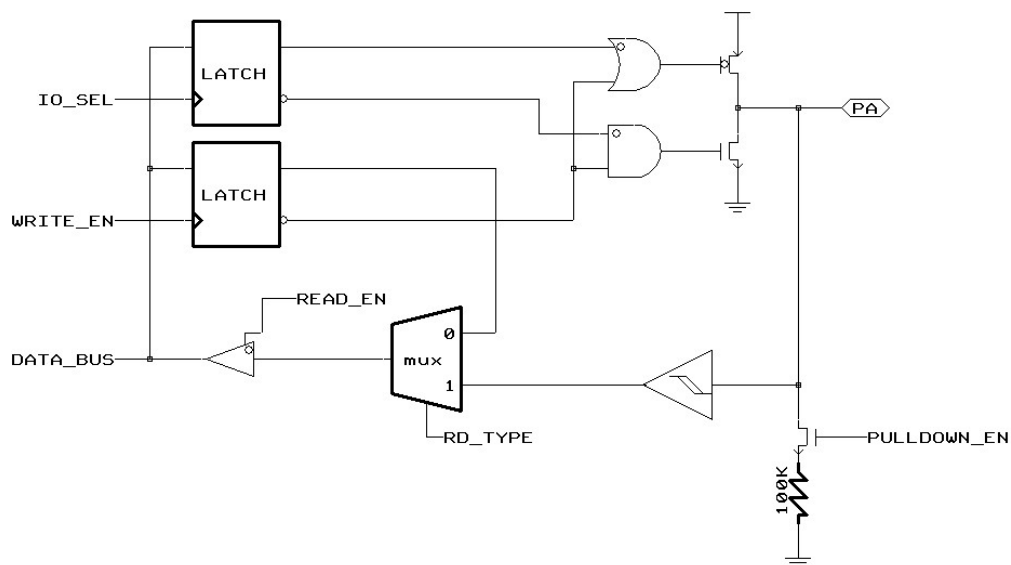 LATCH
IO_SEL
PA
LATCH
WRITE_EN
READ_EN
0
DATA_BUS
mux
1
RD_TYPE
PULLDOWN_EN
100K